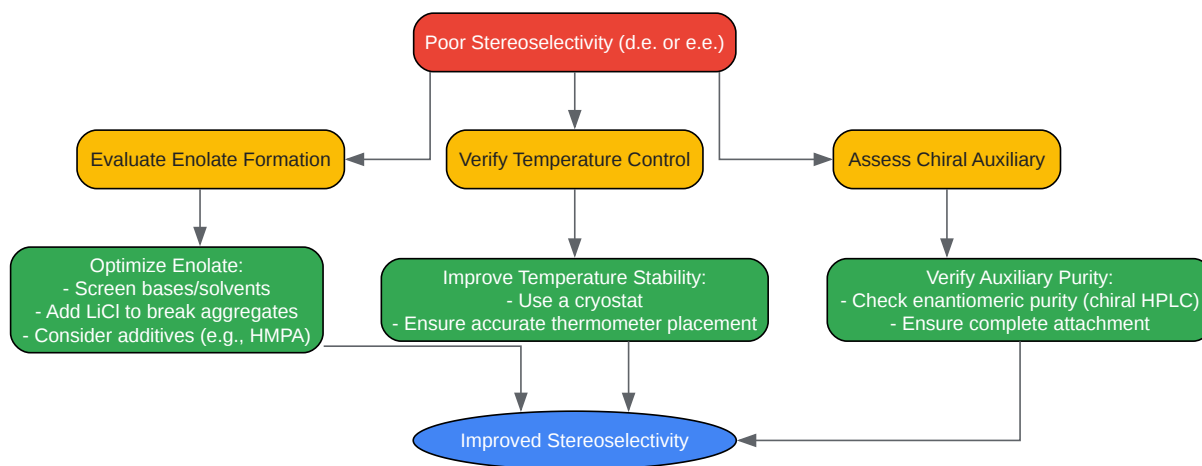 Poor Stereoselectivity (d.e. or e.e.)
Evaluate Enolate Formation
Verify Temperature Control
Assess Chiral Auxiliary
Optimize Enolate:
- Screen bases/solvents
- Add LiCl to break aggregates
- Consider additives (e.g., HMPA)
Improve Temperature Stability:
- Use a cryostat
- Ensure accurate thermometer placement
Verify Auxiliary Purity:
- Check enantiomeric purity (chiral HPLC)
- Ensure complete attachment
Improved Stereoselectivity